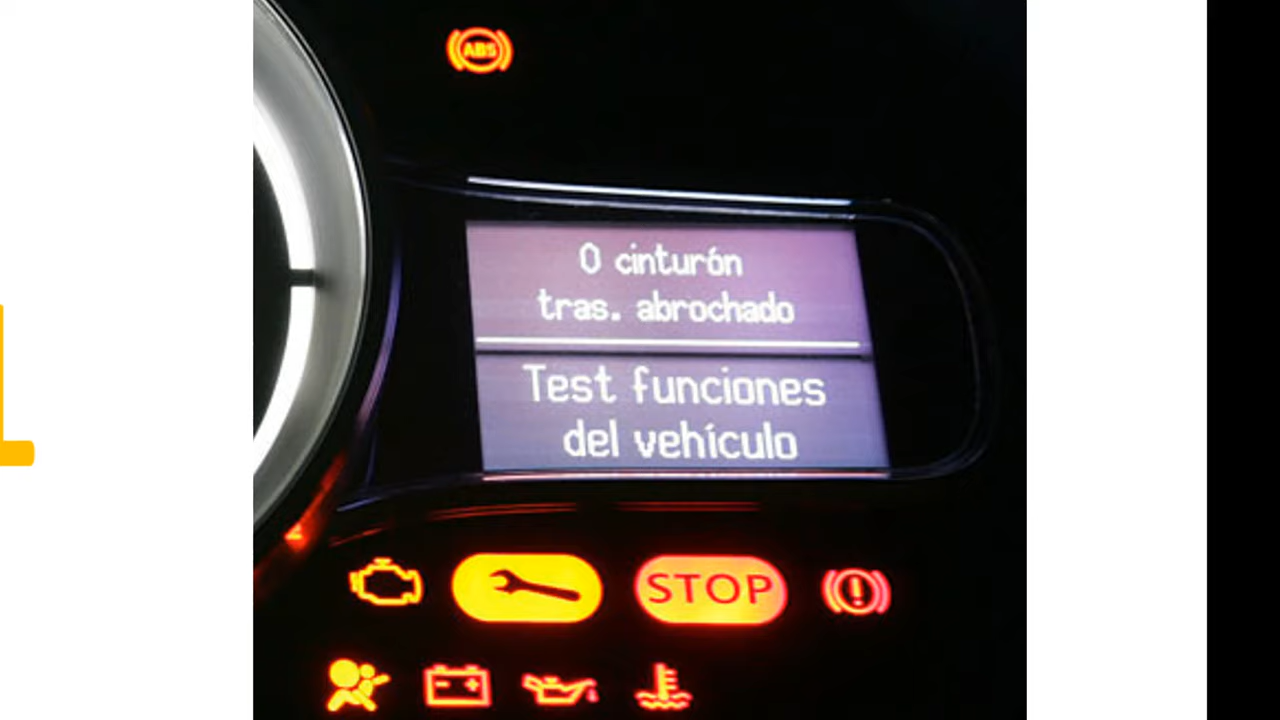 ABS
0 cinturón
tras. abrochado
Test funciones
del vehículo
STOP